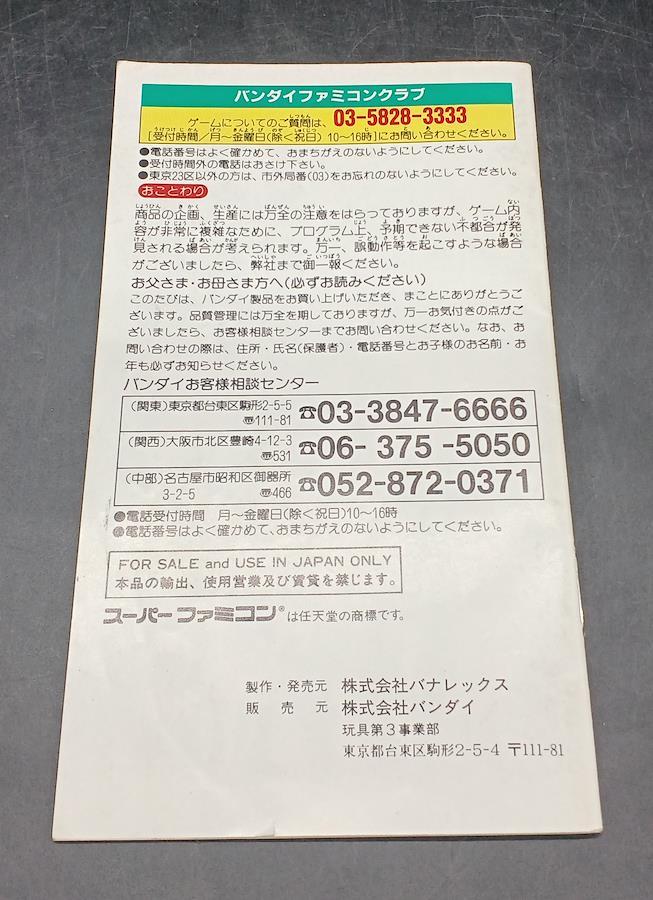 バンダイファミコンクラブ
ゲームについてのご質問は、 03-5828-3333
[受付時間/月~金曜日(除く祝日) 10~16時]にお問い合わせください。
●電話番号はよく確かめて、おまちがえのないようにしてください。
●受付時間外の電話はおさけ下さい。
●東京23区以外の方は、市外局番(03)をお忘れのないようにしてください。
おことわり
商品の企画、生産には万全の注意をはらっておりますが、ゲーム内
容が非常に複雑なために、プログラム上、予期できない不都合が発
見される場合が考えられます。万一、誤動作等を起こすような場合
がございましたら、弊社まで御一報ください。
お父さま・お母さま方へ(必ずお読みください)
このたびは、バンダイ製品をお買い上げいただき、まことにありがとうご
ざいます。品質管理には万全を期しておりますが、万一お気付きの点がご
ざいましたら、お客様相談センターまでお問いあわせください。なお、お
問い合わせの際は、住所・氏名(保護者)・電話番号とお子様のお名前・お
年も必ずお知らせください。
バンダイお客様相談センター
(関東)東京都台東区駒形2-5-5
〠111-81
☎03-3847-6666
(関西)大阪市北区豊崎4-12-3
〠531
☎06-375-5050
(中部)名古屋市昭和区御器所
3-2-5 〠466
☎052-872-0371
●電話受付時間 月~金曜日(除く祝日)10~16時
●電話番号はよく確かめて、おまちがえのないようにしてください。
FOR SALE and USE IN JAPAN ONLY
本品の輸出、使用営業及び賃貸を禁じます。
スーパーファミコン®は任天堂の商標です。
製作・発売元 株式会社バナレックス
販売元 株式会社バンダイ
玩具第3事業部
東京都台東区駒形2-5-4 〒111-81